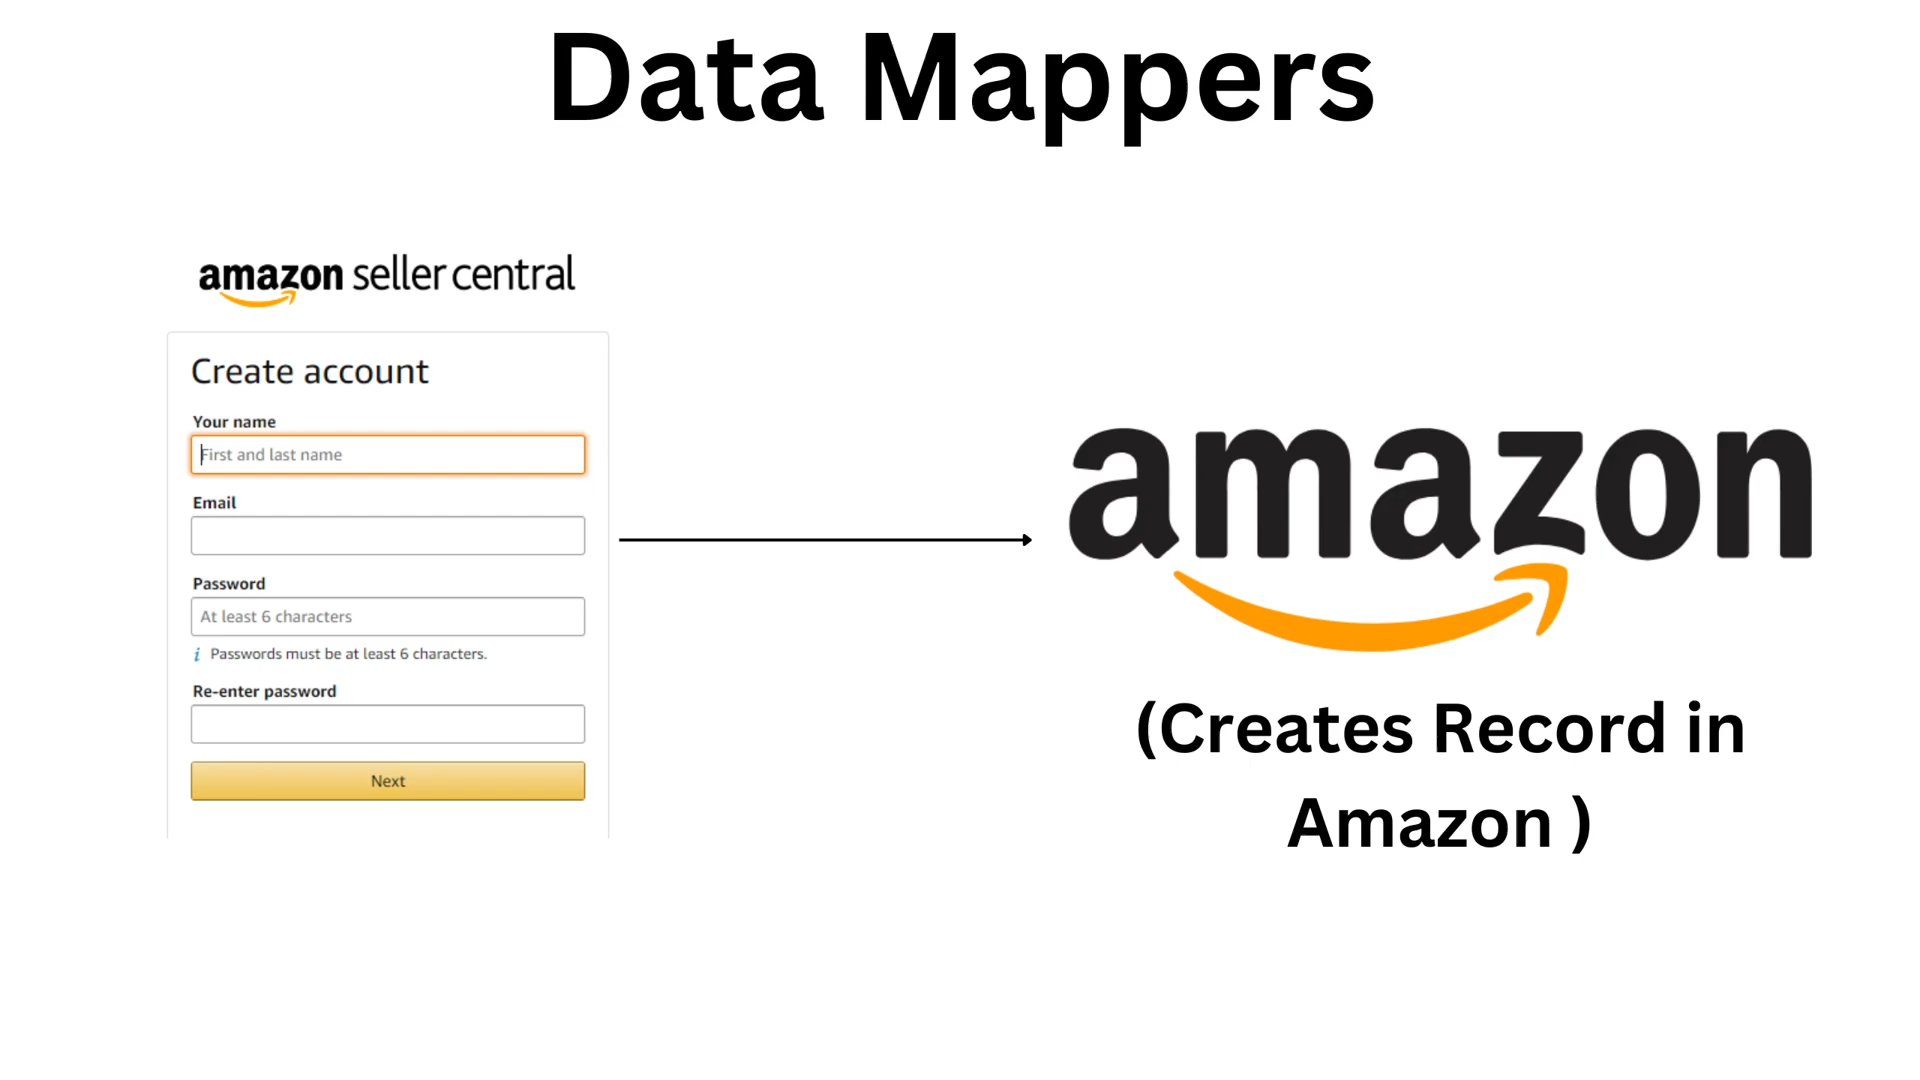 Data Mappers
amazon seller central
Create account
Your name
First and last name
Email
Password
At least 6 characters
i Passwords must be at least 6 characters.
Re-enter password
Next
amazon
(Creates Record in
Amazon )